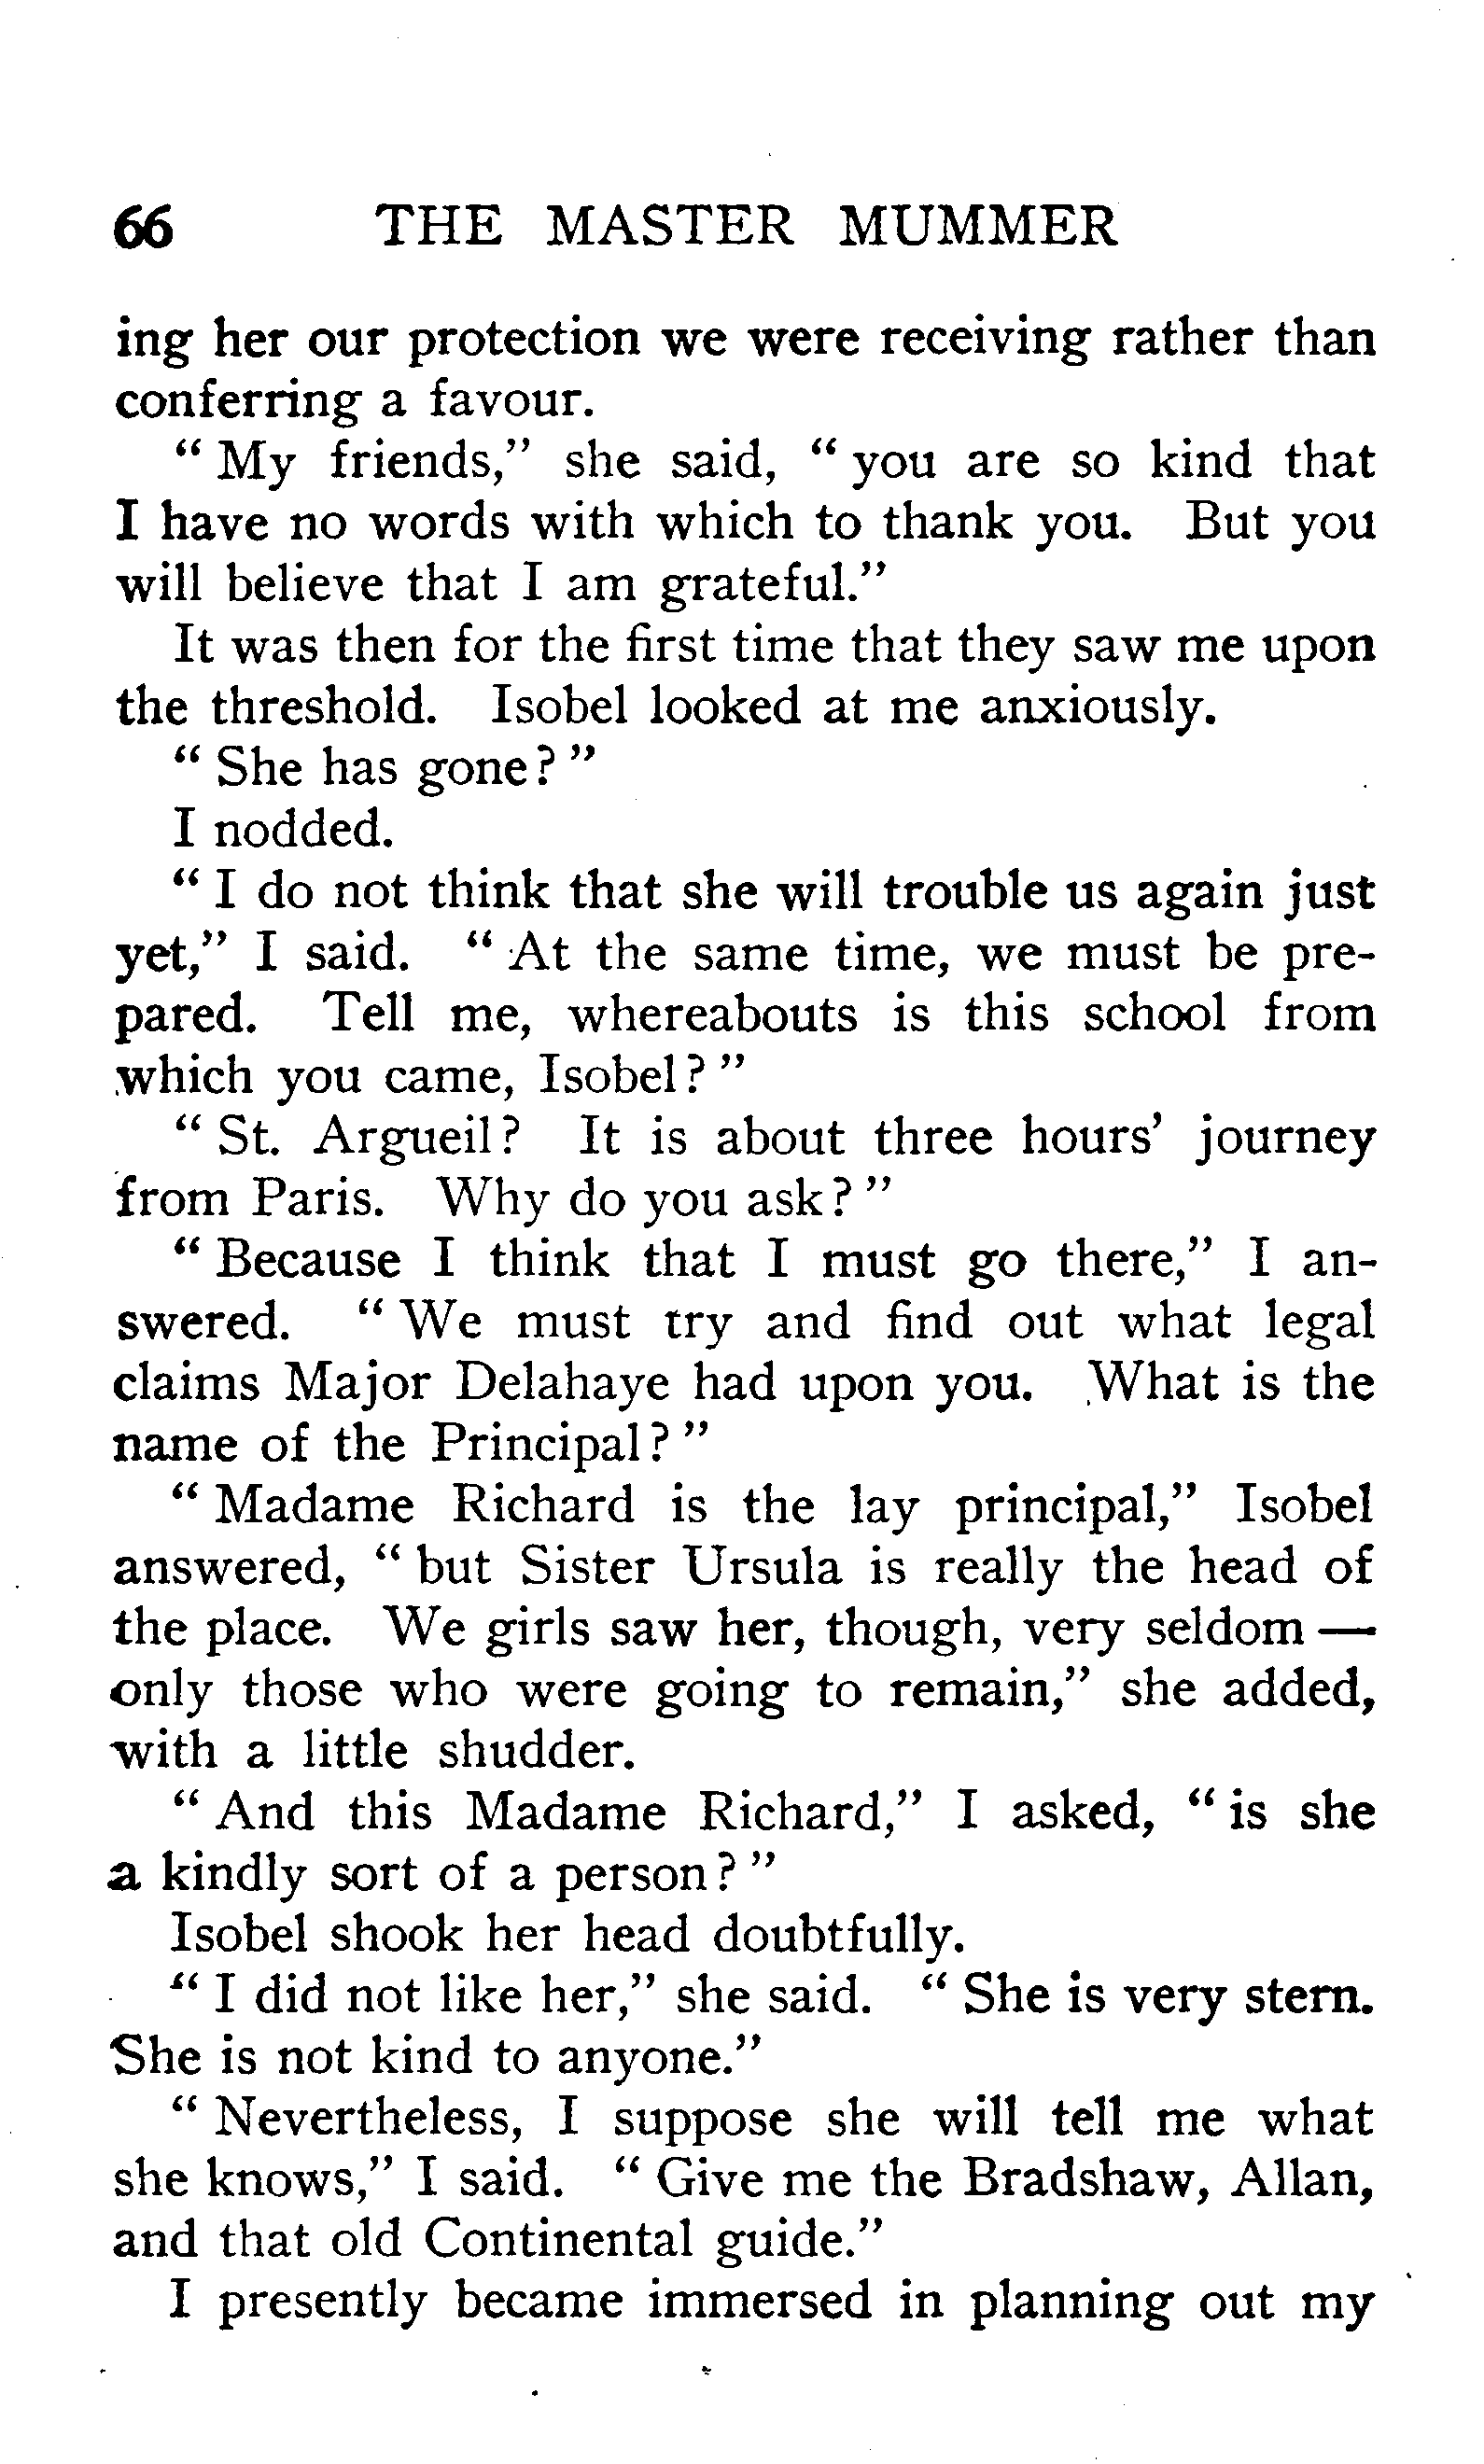 66 THE MASTER MUMMER
ing her our protection we were receiving rather than
conferring a favour.
“ My friends,” she said, “ you are so kind that
I have no words with which to thank you. But you
will believe that I am grateful.”
It was then for the first time that they saw me upon
the threshold. Isobel looked at me anxiously.
“ She has gone? ”
I nodded.
“ I do not think that she will trouble us again just
yet,” I said. “ At the same time, we must be pre-
pared. Tell me, whereabouts is this school from
which you came, Isobel? ”
“ St. Argueil? It is about three hours’ journey
from Paris. Why do you ask? ”
“ Because I think that I must go there,” I an-
swered. “ We must try and find out what legal
claims Major Delahaye had upon you. What is the
name of the Principal? ”
“ Madame Richard is the lay principal,” Isobel
answered, “ but Sister Ursula is really the head of
the place. We girls saw her, though, very seldom —
only those who were going to remain,” she added,
with a little shudder.
“ And this Madame Richard,” I asked, “ is she
a kindly sort of a person? ”
Isobel shook her head doubtfully.
“ I did not like her,” she said. “ She is very stern.
She is not kind to anyone.”
“ Nevertheless, I suppose she will tell me what
she knows,” I said. “ Give me the Bradshaw, Allan,
and that old Continental guide.”
I presently became immersed in planning out my